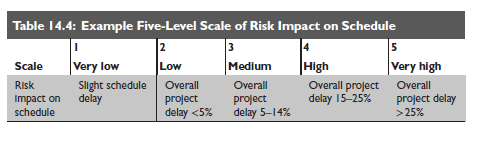 Table 14.4: Example Five-Level Scale of Risk Impact on Schedule
1 2 3 4 5
Scale Very low Low Medium High Very high
Risk Slight schedule Overall Overall Overall project Overall
impact on delay project project delay 15–25% project delay
schedule delay <5% delay 5–14% >25%